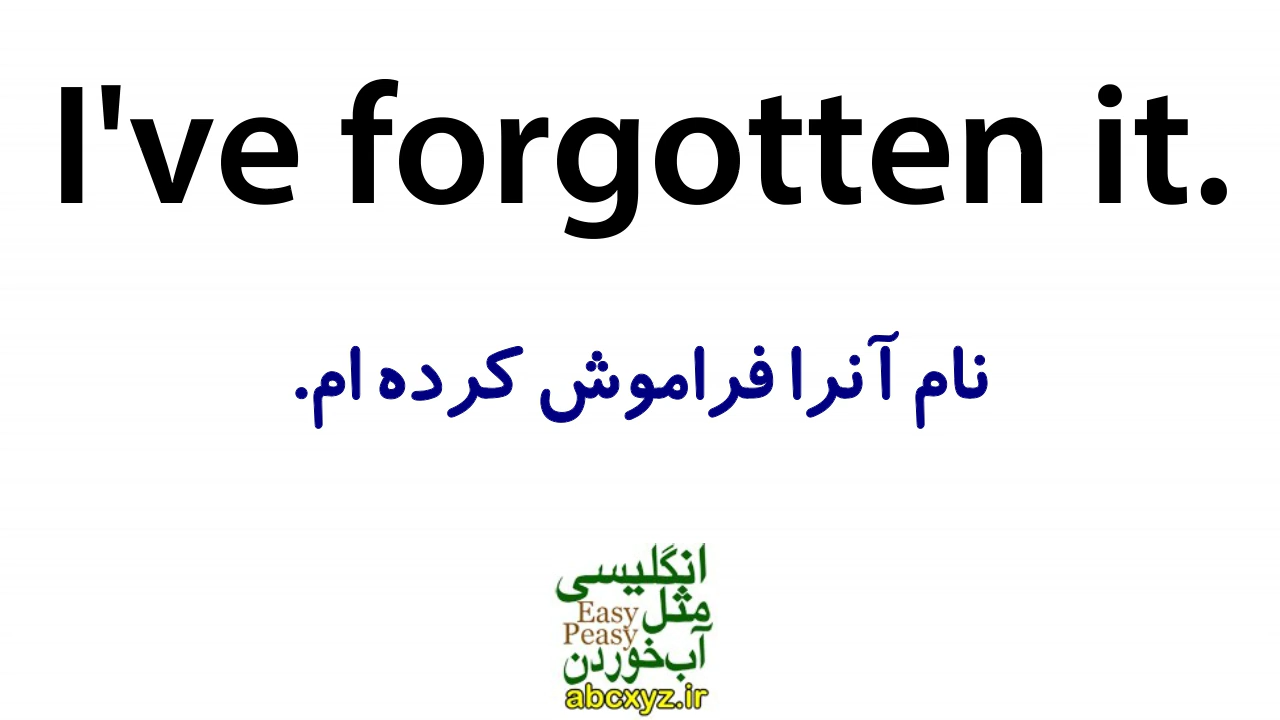 I've forgotten it.
نام آنرا فراموش کرده ام.
انگلیسی
مثل Easy
Peasy
آب‌خوردن
abcxyz.ir